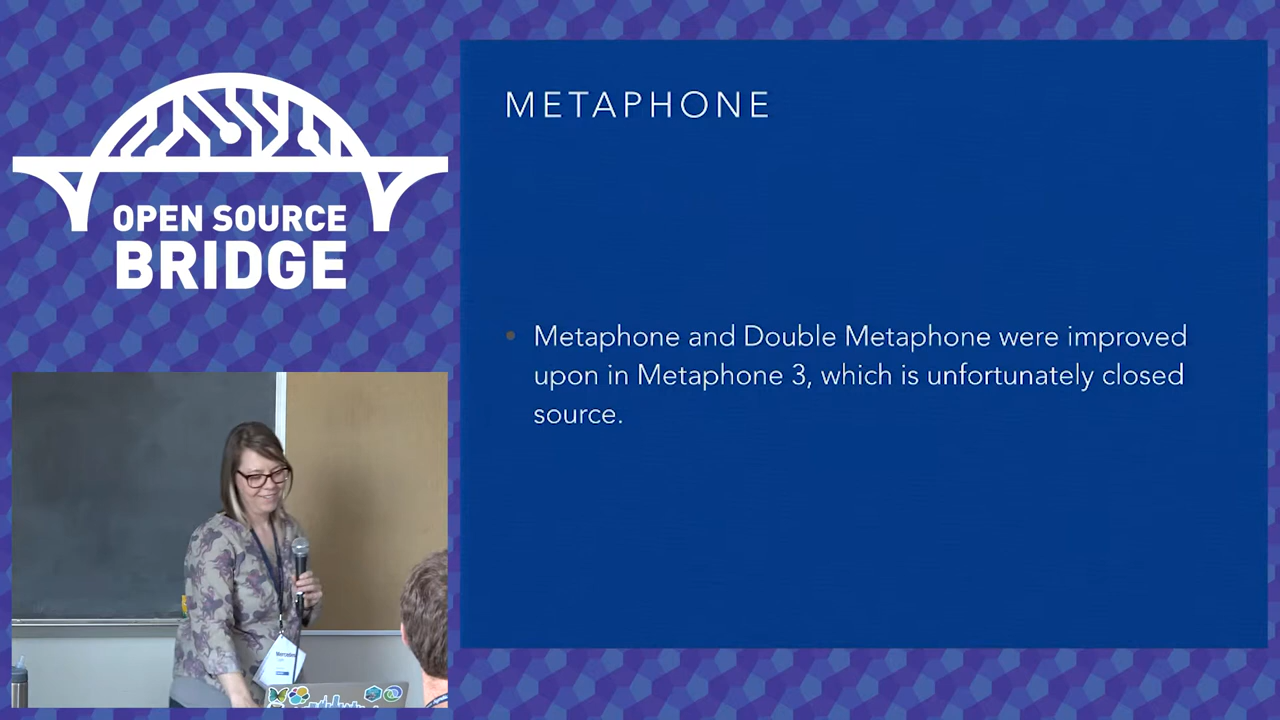 OPEN SOURCE
BRIDGE
METAPHONE
Metaphone and Double Metaphone were improved
upon in Metaphone 3, which is unfortunately closed
source.